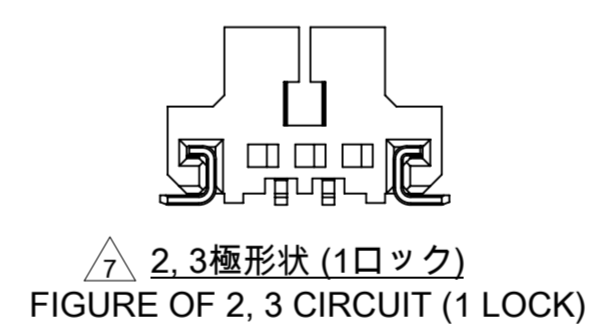 7 2, 3極形状 (1ロック)
FIGURE OF 2, 3 CIRCUIT (1 LOCK)